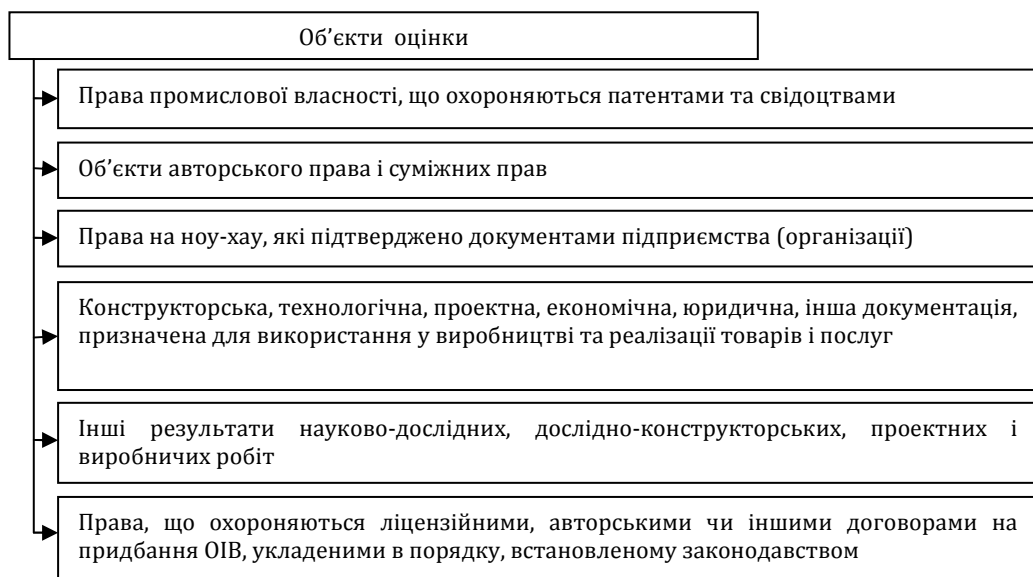 Об’єкти оцінки
Права промислової власності, що охороняються патентами та свідоцтвами
Об’єкти авторського права і суміжних прав
Права на ноу-хау, які підтверджено документами підприємства (організації)
Конструкторська, технологічна, проектна, економічна, юридична, інша документація,
призначена для використання у виробництві та реалізації товарів і послуг
Інші результати науково-дослідних, дослідно-конструкторських, проектних і
виробничих робіт
Права, що охороняються ліцензійними, авторськими чи іншими договорами на
придбання ОІВ, укладеними в порядку, встановленому законодавством